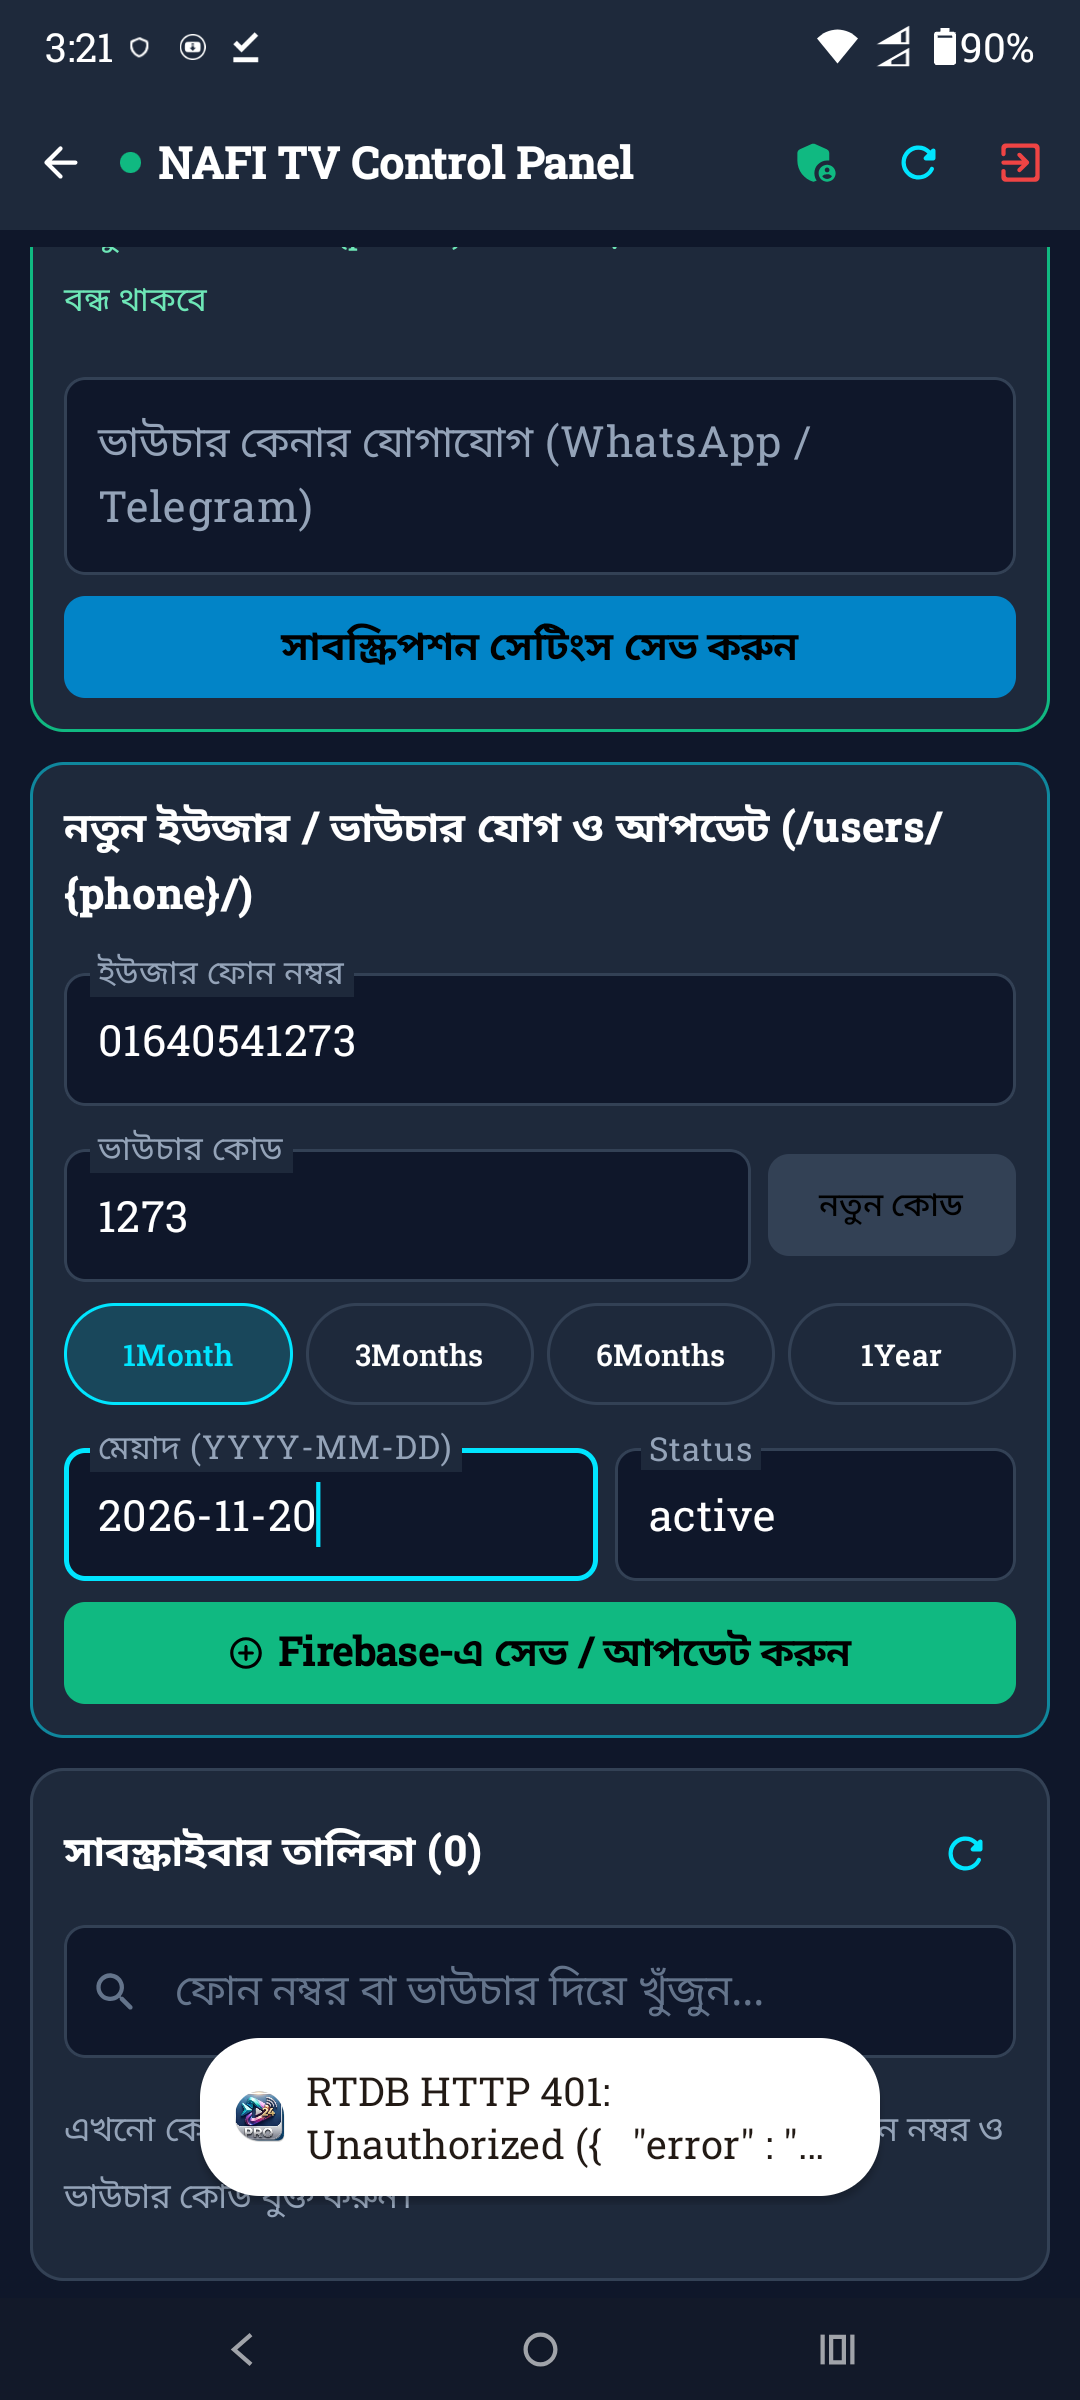 3:21
90%
NAFI TV Control Panel
বন্ধ থাকবে
ভাউচার কেনার যোগাযোগ (WhatsApp /
Telegram)
সাবস্ক্রিপশন সেটিংস সেভ করুন
নতুন ইউজার / ভাউচার যোগ ও আপডেট (/users/
{phone}/)
ইউজার ফোন নম্বর
01640541273
ভাউচার কোড
1273
নতুন কোড
1Month
3Months
6Months
1Year
মেয়াদ (YYYY-MM-DD)
2026-11-20
Status
active
Firebase-এ সেভ / আপডেট করুন
সাবস্ক্রাইবার তালিকা (0)
ফোন নম্বর বা ভাউচার দিয়ে খুঁজুন...
RTDB HTTP 401:
Unauthorized ({ "error" : "...
এখনো নম্বর ও
ভাউচার কোড যুক্ত করুন।